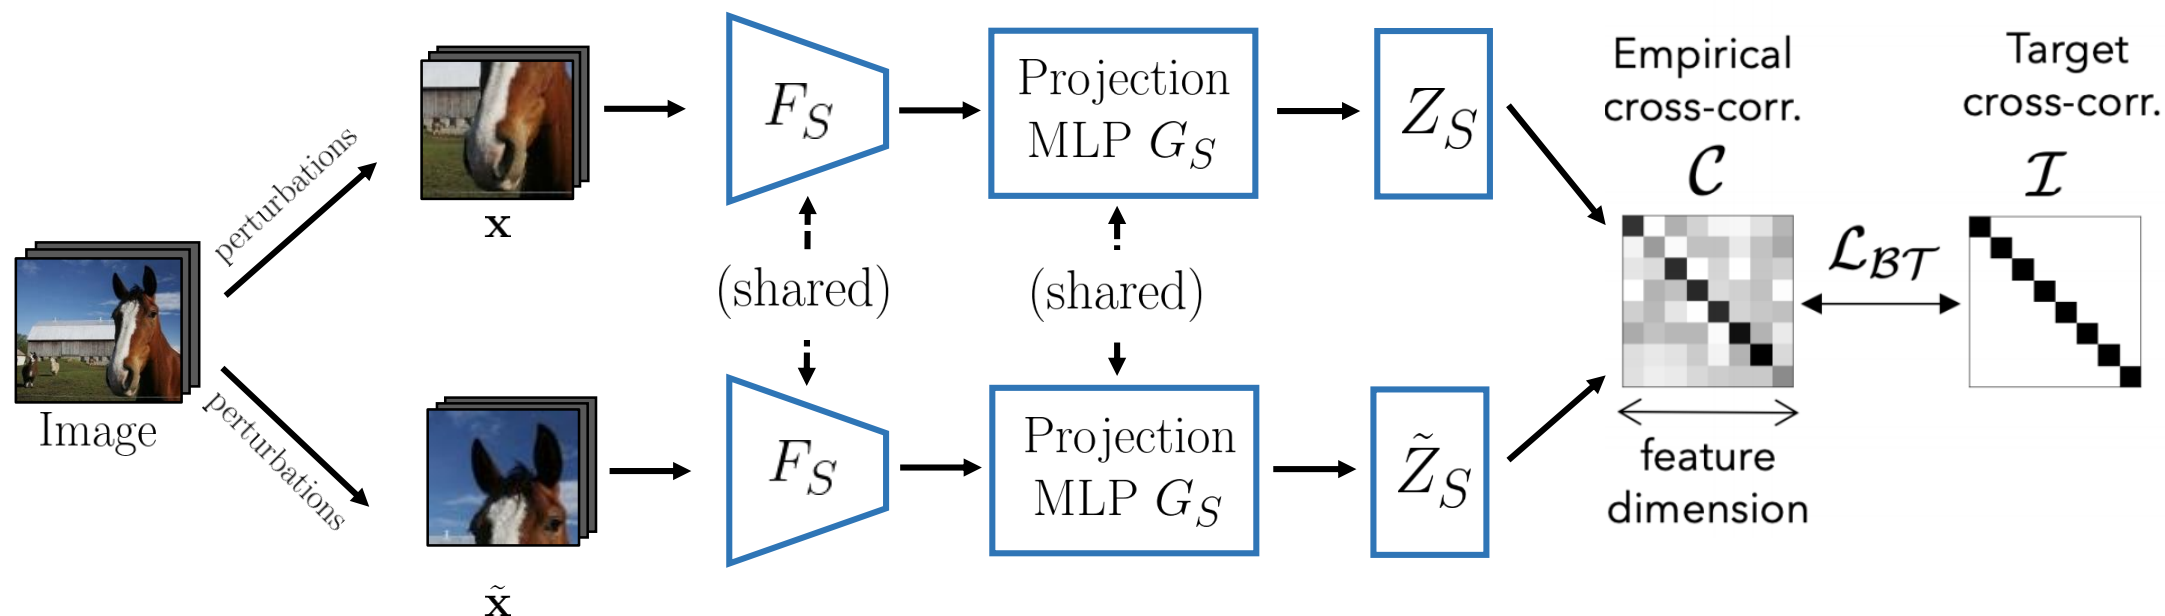 Image
perturbations
perturbations
x
x̃
F_S
(shared)
F_S
Projection
MLP G_S
(shared)
Projection
MLP G_S
Z_S
Z̃_S
Empirical
cross-corr.
𝒞
feature
dimension
ℒ_ℬ𝒯
Target
cross-corr.
ℐ